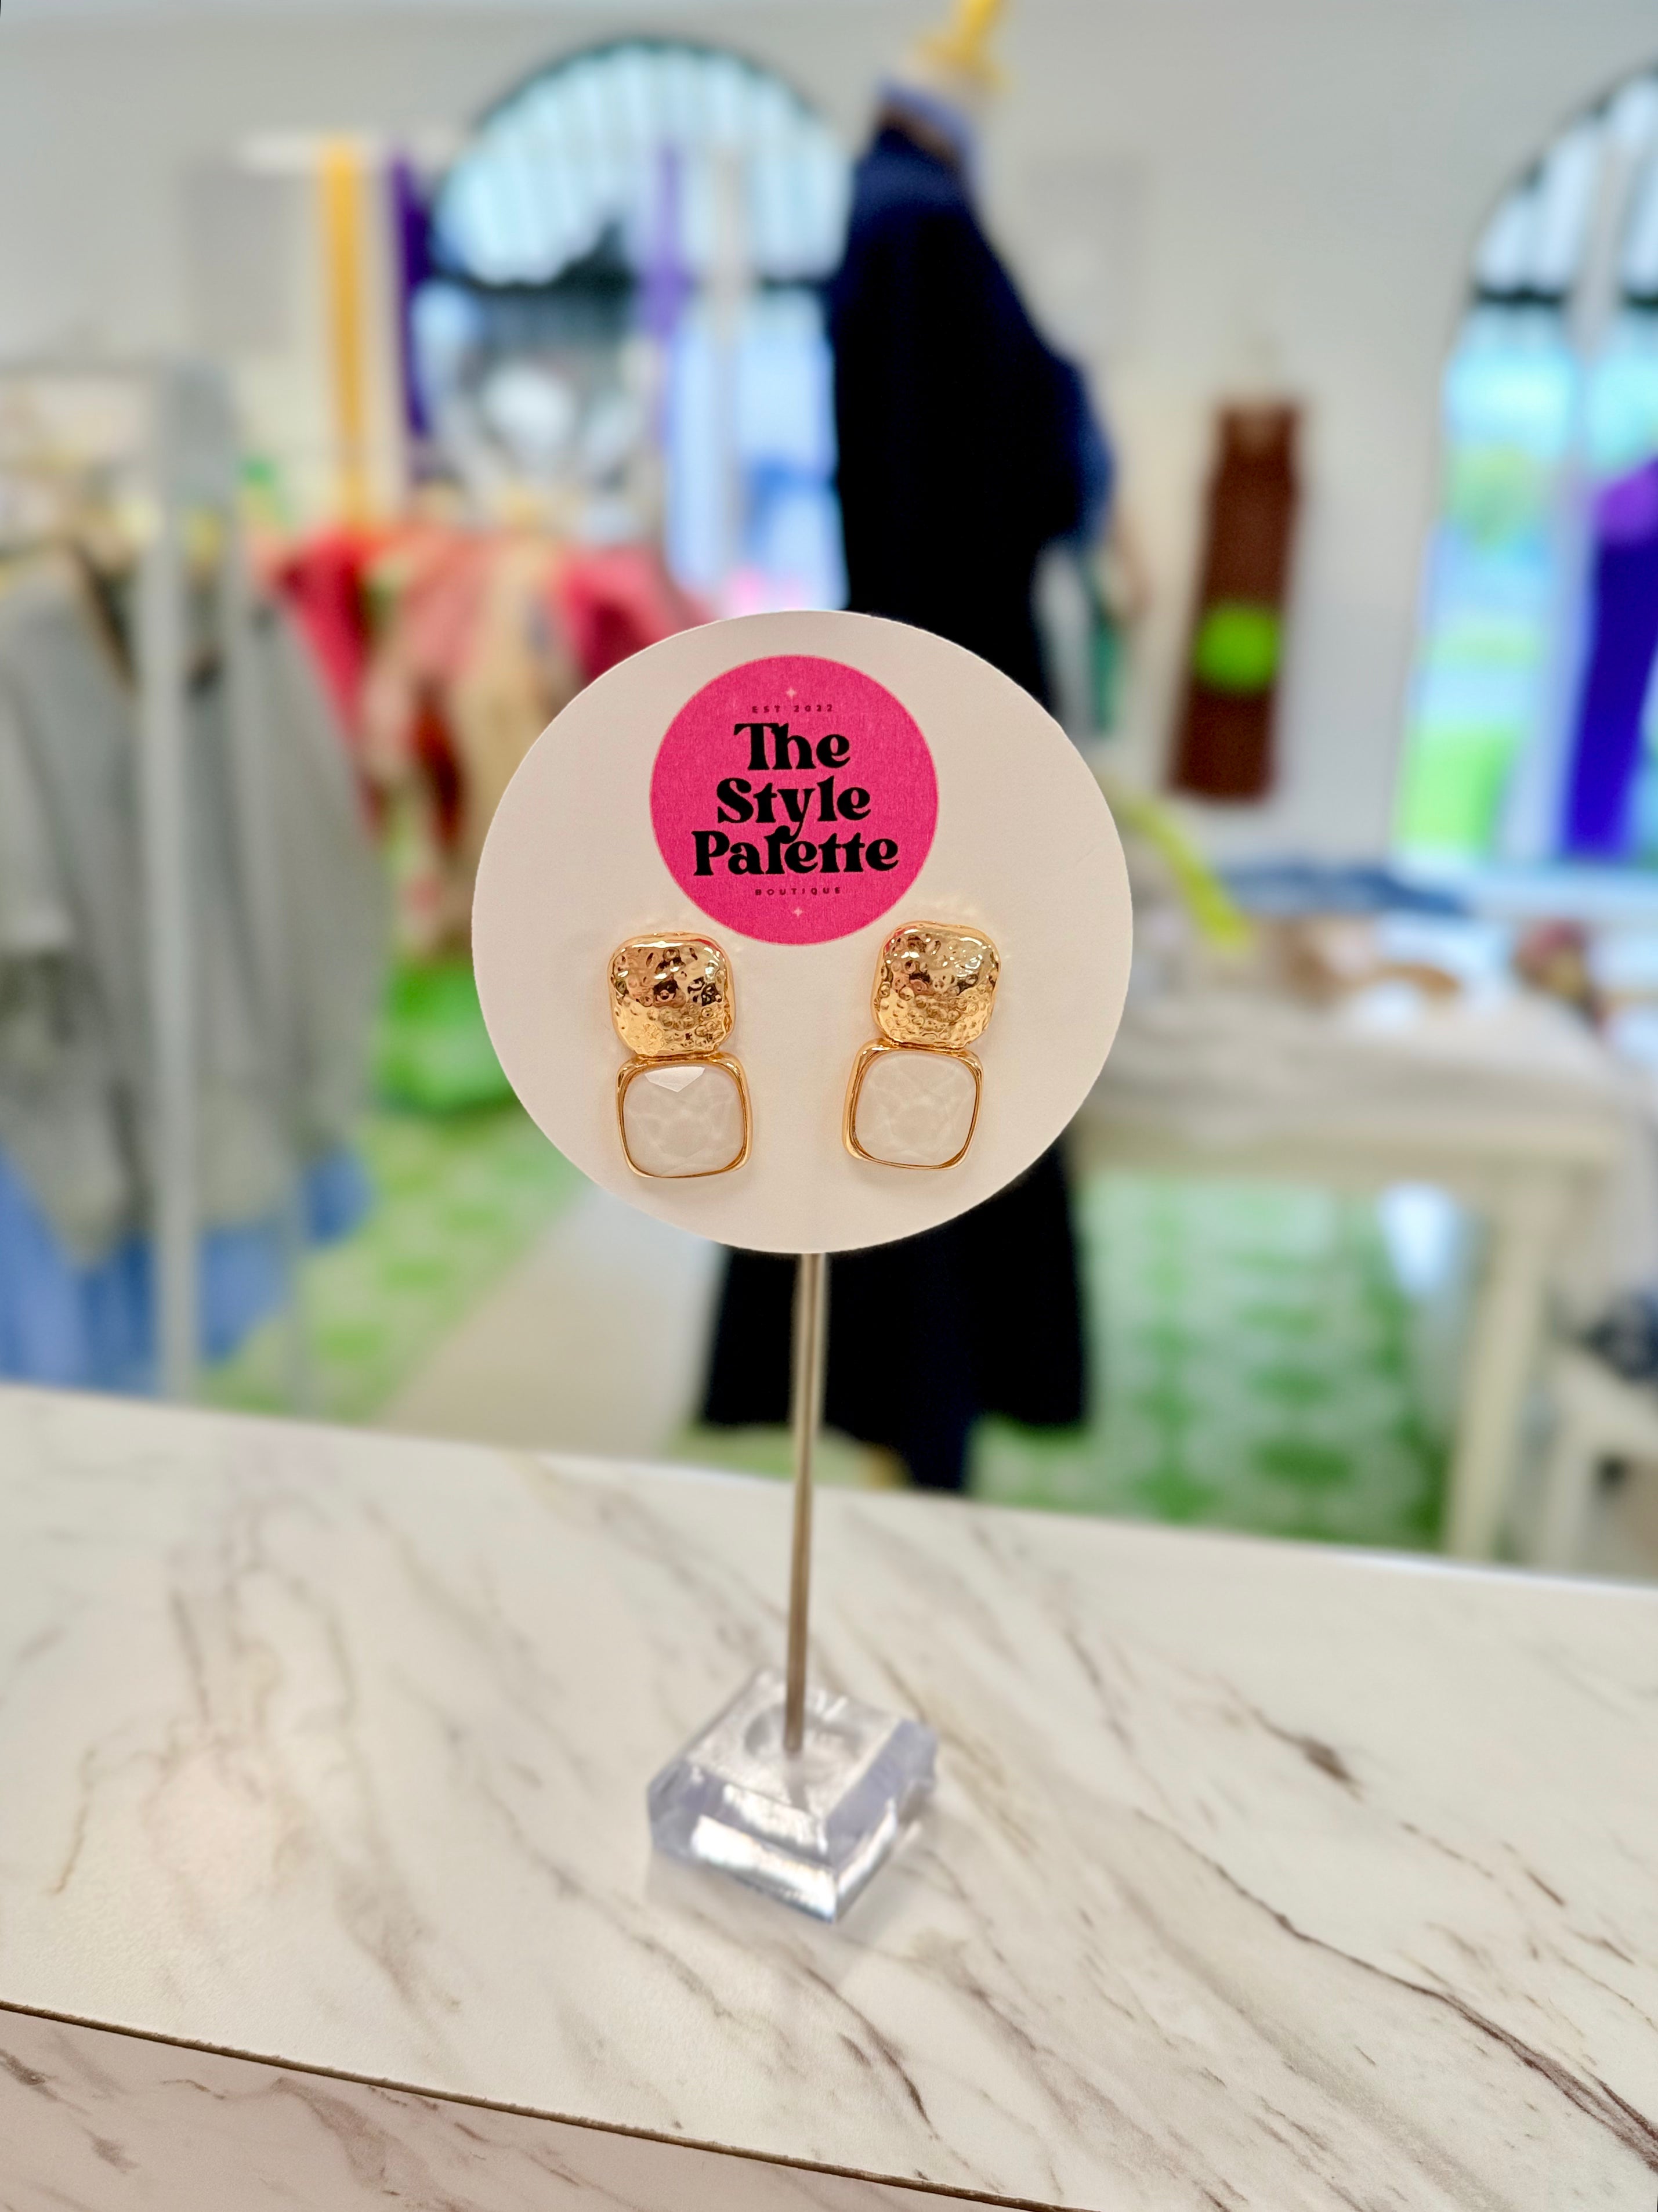 EST 2022
The
Style
Palette
BOUTIQUE